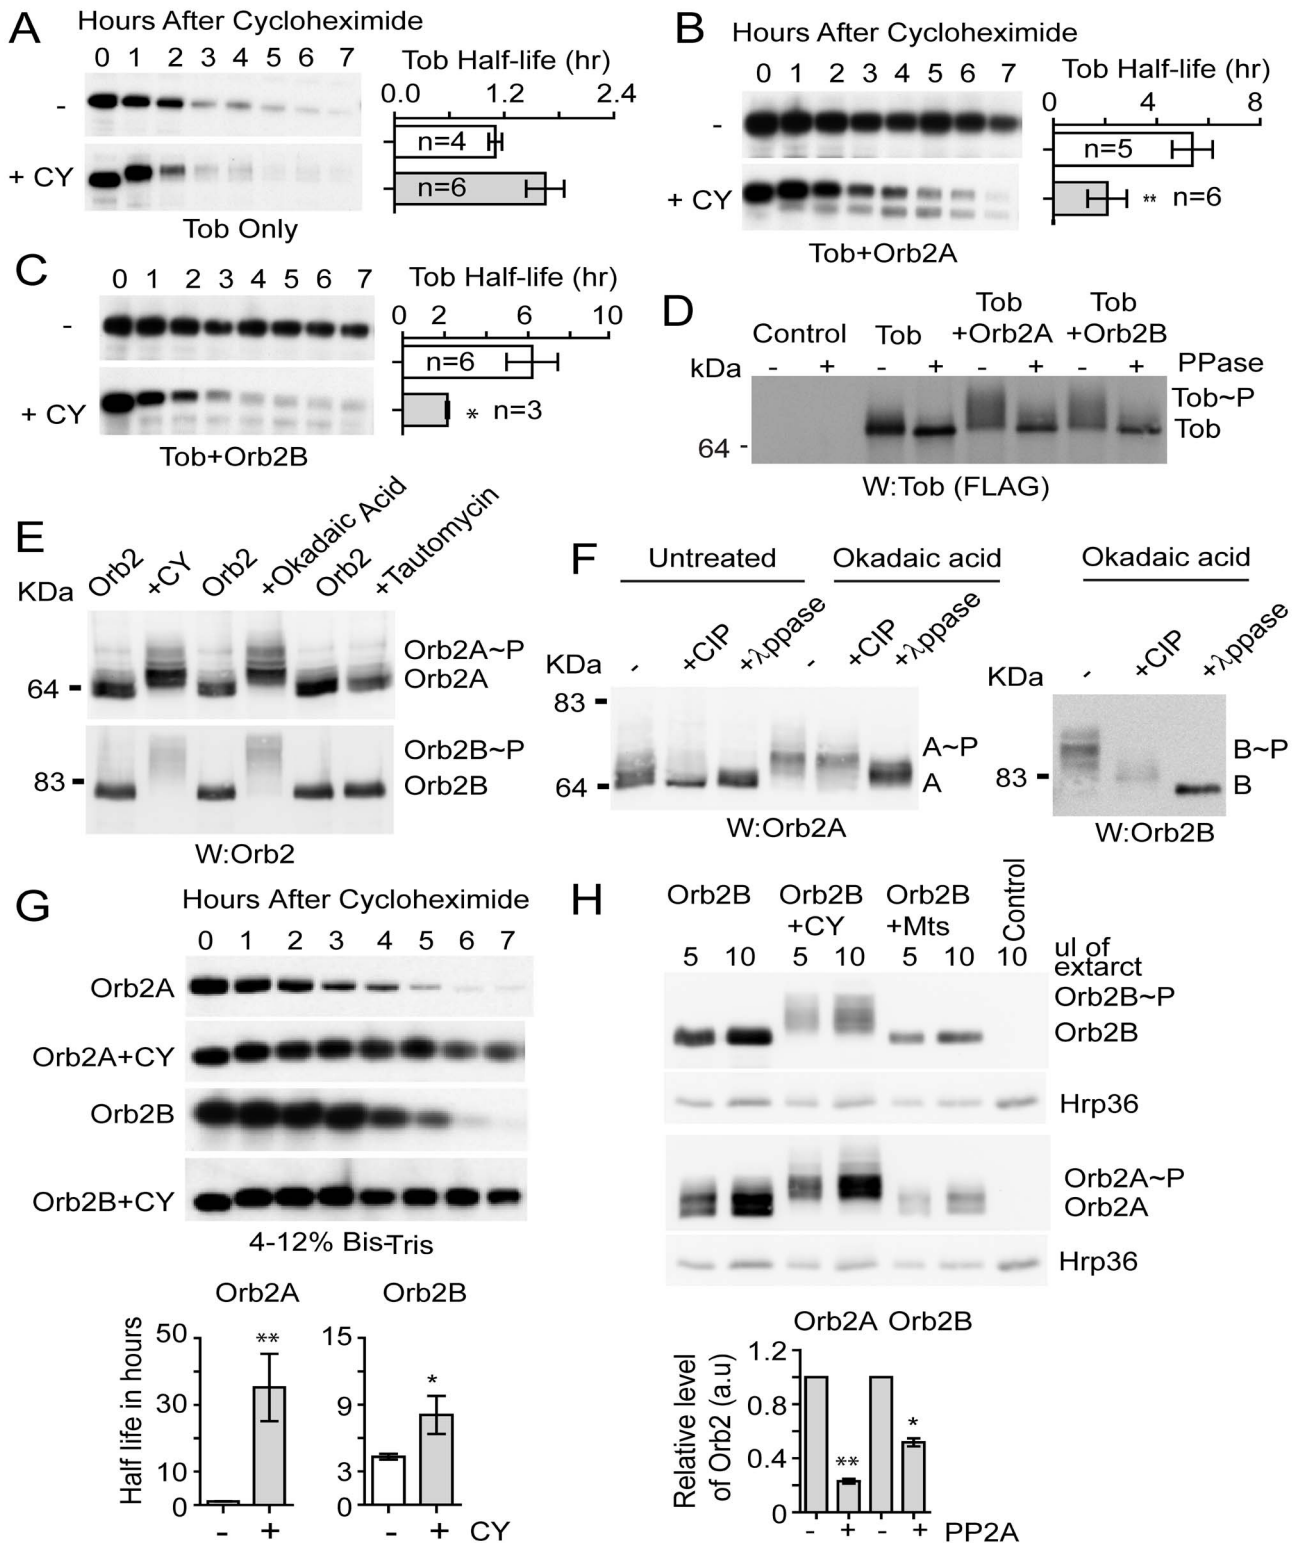 A
Hours After Cycloheximide
0 1 2 3 4 5 6 7
-
+ CY
Tob Only
Tob Half-life (hr)
0.0 1.2 2.4
n=4
n=6
B
Hours After Cycloheximide
0 1 2 3 4 5 6 7
-
+ CY
Tob+Orb2A
Tob Half-life (hr)
0 4 8
n=5
** n=6
C
0 1 2 3 4 5 6 7
-
+ CY
Tob+Orb2B
Tob Half-life (hr)
0 2 6 10
n=6
* n=3
D
Control Tob Tob +Orb2A Tob +Orb2B
kDa - + - + - + - + PPase
Tob~P
Tob
64 -
W:Tob (FLAG)
E
Orb2 +CY Orb2 +Okadaic Acid Orb2 +Tautomycin
KDa
Orb2A~P
64 Orb2A
Orb2B~P
83 Orb2B
W:Orb2
F
Untreated Okadaic acid
- +CIP +λppase - +CIP +λppase
KDa
83
A~P
64 A
W:Orb2A
Okadaic acid
- +CIP +λppase
KDa
B~P
83 B
W:Orb2B
G
Hours After Cycloheximide
0 1 2 3 4 5 6 7
Orb2A
Orb2A+CY
Orb2B
Orb2B+CY
4-12% Bis-Tris
Orb2A Orb2B
Half life in hours
50
30
10
0
**
- +
15
9
3
0
*
- + CY
H
Orb2B Orb2B +CY Orb2B +Mts Control
5 10 5 10 5 10 10 ul of extarct
Orb2B~P
Orb2B
Hrp36
Orb2A~P
Orb2A
Hrp36
Orb2A Orb2B
Relative level
of Orb2 (a.u)
1.2
0.8
0.4
0
** *
- + - + PP2A